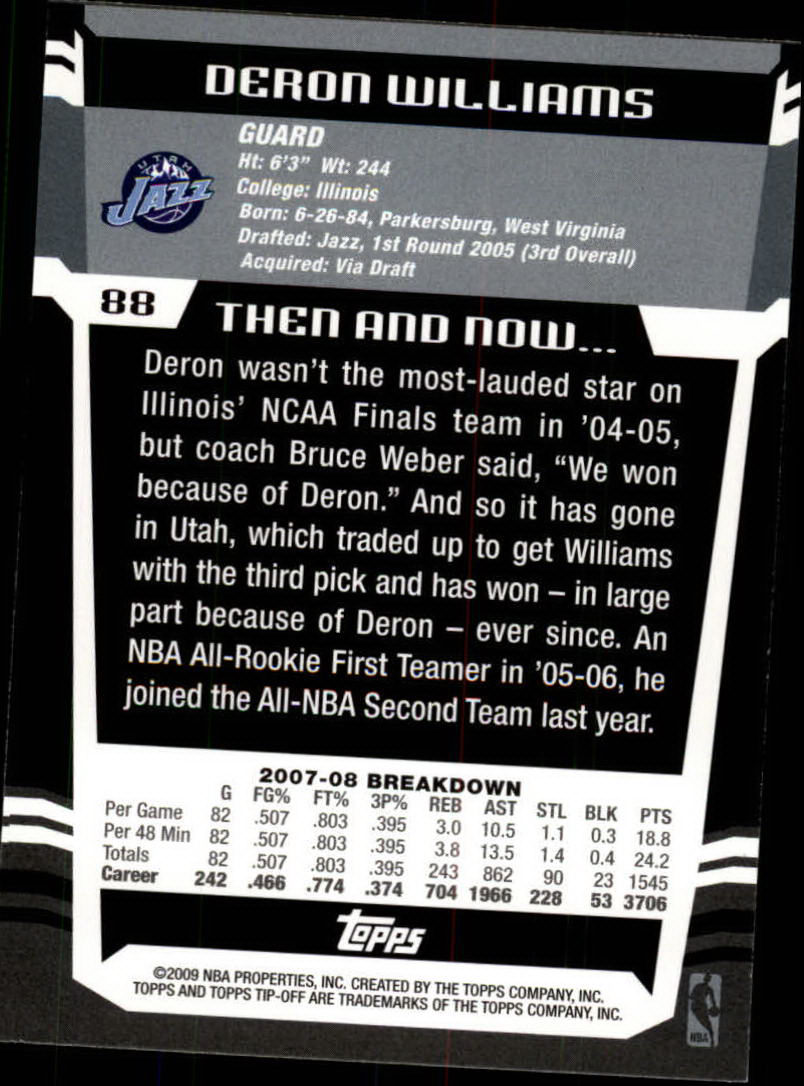 DERON WILLIAMS
UTAH
JAZZ
GUARD
Ht: 6'3" Wt: 244
College: Illinois
Born: 6-26-84, Parkersburg, West Virginia
Drafted: Jazz, 1st Round 2005 (3rd Overall)
Acquired: Via Draft
88
THEN AND NOW...
Deron wasn't the most-lauded star on
Illinois' NCAA Finals team in '04-05,
but coach Bruce Weber said, “We won
because of Deron.” And so it has gone
in Utah, which traded up to get Williams
with the third pick and has won – in large
part because of Deron – ever since. An
NBA All-Rookie First Teamer in '05-06, he
joined the All-NBA Second Team last year.
2007-08 BREAKDOWN
G FG% FT% 3P% REB AST STL BLK PTS
Per Game 82 .507 .803 .395 3.0 10.5 1.1 0.3 18.8
Per 48 Min 82 .507 .803 .395 3.8 13.5 1.4 0.4 24.2
Totals 82 .507 .803 .395 243 862 90 23 1545
Career 242 .466 .774 .374 704 1966 228 53 3706
topps
©2009 NBA PROPERTIES, INC. CREATED BY THE TOPPS COMPANY, INC.
TOPPS AND TOPPS TIP-OFF ARE TRADEMARKS OF THE TOPPS COMPANY, INC.
NBA